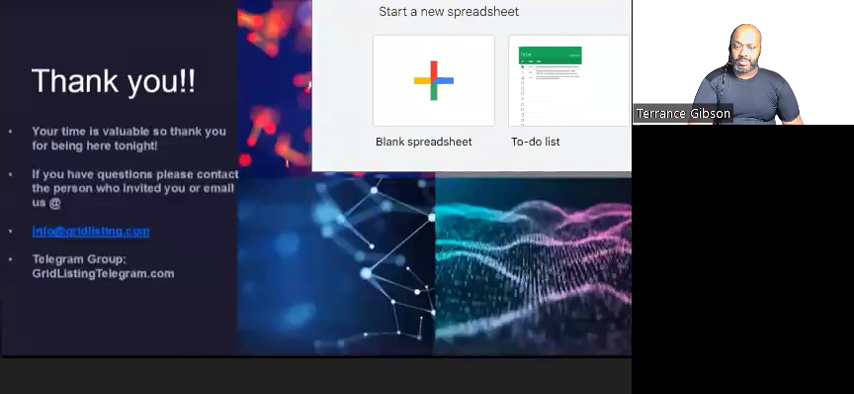 Start a new spreadsheet
Thank you!!
Your time is valuable so thank you
for being here tonight!
If you have questions please contact
the person who invited you or email
us @
info@gridlisting.com
Telegram Group:
GridListingTelegram.com
Blank spreadsheet
To-do list
Terrance Gibson